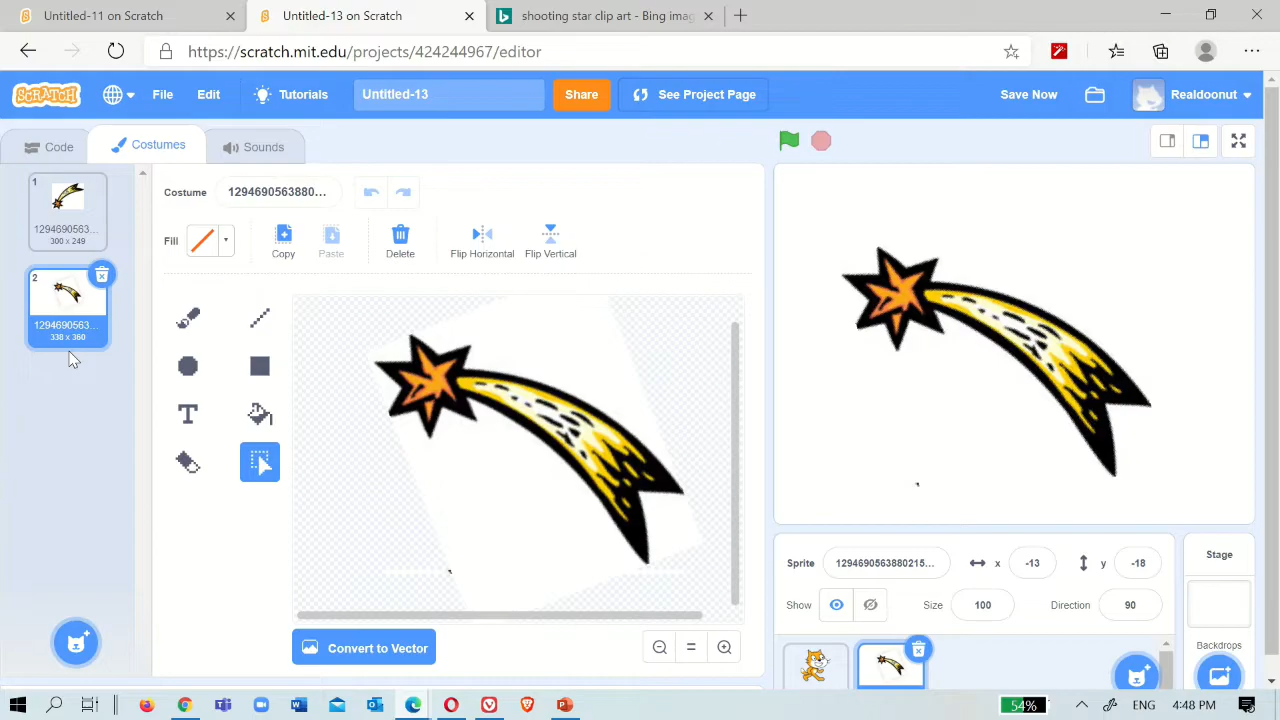 Untitled-11 on Scratch
Untitled-13 on Scratch
shooting star clip art - Bing imag
https://scratch.mit.edu/projects/424244967/editor
SCRATCH
File
Edit
Tutorials
Untitled-13
Share
See Project Page
Save Now
Realdoonut
Code
Costumes
Sounds
1
1294690563...
300 x 249
2
1294690563...
338 x 360
Costume
1294690563880...
Fill
Copy
Paste
Delete
Flip Horizontal
Flip Vertical
T
Convert to Vector
Sprite
1294690563880215...
x
-13
y
-18
Show
Size
100
Direction
90
Stage
Backdrops
54%
ENG
4:48 PM